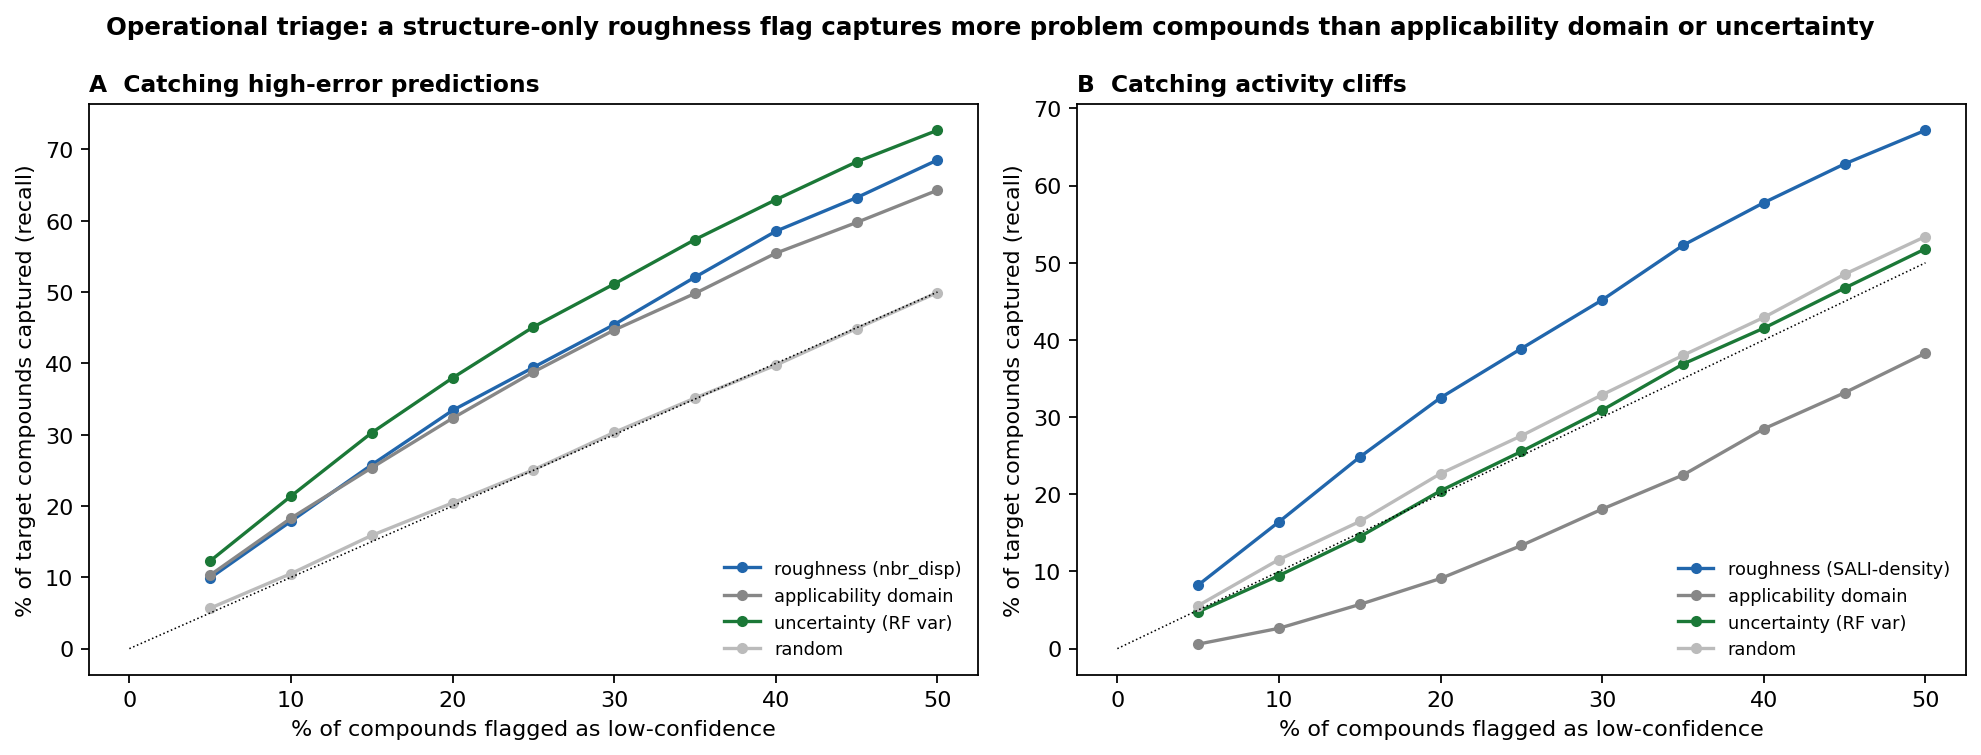 Operational triage: a structure-only roughness flag captures more problem compounds than applicability domain or uncertainty
A  Catching high-error predictions
% of target compounds captured (recall)
70
60
50
40
30
20
10
0
roughness (nbr_disp)
applicability domain
uncertainty (RF var)
random
0 10 20 30 40 50
% of compounds flagged as low-confidence
B  Catching activity cliffs
% of target compounds captured (recall)
70
60
50
40
30
20
10
0
roughness (SALI-density)
applicability domain
uncertainty (RF var)
random
0 10 20 30 40 50
% of compounds flagged as low-confidence